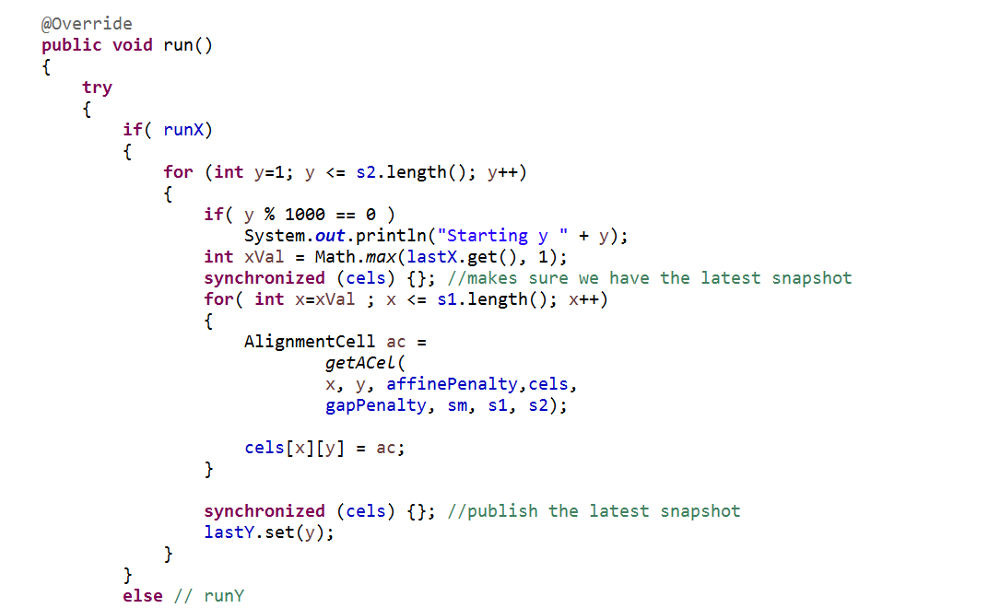 @Override
public void run()
{
    try
    {
        if( runX)
        {
            for (int y=1; y <= s2.length(); y++)
            {
                if( y % 1000 == 0 )
                    System.out.println("Starting y " + y);
                int xVal = Math.max(lastX.get(), 1);
                synchronized (cels) {}; //makes sure we have the latest snapshot
                for( int x=xVal ; x <= s1.length(); x++)
                {
                    AlignmentCell ac =
                            getACel(
                            x, y, affinePenalty,cels,
                            gapPenalty, sm, s1, s2);

                    cels[x][y] = ac;
                }

                synchronized (cels) {}; //publish the latest snapshot
                lastY.set(y);
            }
        }
        else // runY